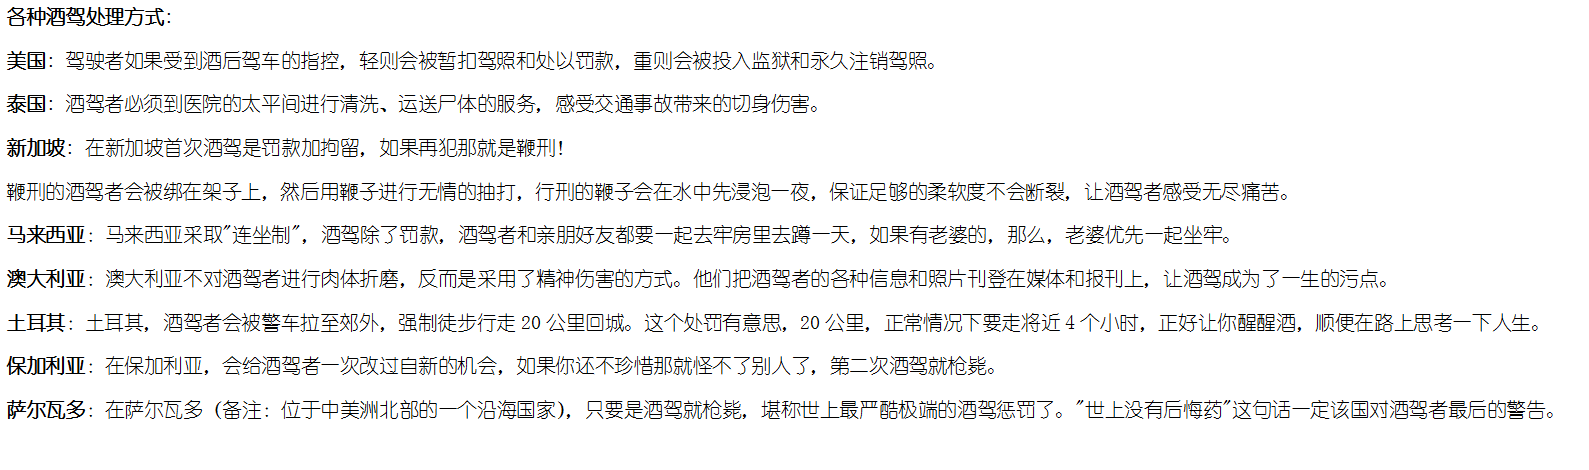 各种酒驾处理方式：
美国：驾驶者如果受到酒后驾车的指控，轻则会被暂扣驾照和处以罚款，重则会被投入监狱和永久注销驾照。
泰国：酒驾者必须到医院的太平间进行清洗、运送尸体的服务，感受交通事故带来的切身伤害。
新加坡：在新加坡首次酒驾是罚款加拘留，如果再犯那就是鞭刑！
鞭刑的酒驾者会被绑在架子上，然后用鞭子进行无情的抽打，行刑的鞭子会在水中先浸泡一夜，保证足够的柔软度不会断裂，让酒驾者感受无尽痛苦。
马来西亚：马来西亚采取"连坐制"，酒驾除了罚款，酒驾者和亲朋好友都要一起去牢房里去蹲一天，如果有老婆的，那么，老婆优先一起坐牢。
澳大利亚：澳大利亚不对酒驾者进行肉体折磨，反而是采用了精神伤害的方式。他们把酒驾者的各种信息和照片刊登在媒体和报刊上，让酒驾成为了一生的污点。
土耳其：土耳其，酒驾者会被警车拉至郊外，强制徒步行走 20 公里回城。这个处罚有意思，20 公里，正常情况下要走将近 4 个小时，正好让你醒醒酒，顺便在路上思考一下人生。
保加利亚：在保加利亚，会给酒驾者一次改过自新的机会，如果你还不珍惜那就怪不了别人了，第二次酒驾就枪毙。
萨尔瓦多：在萨尔瓦多（备注：位于中美洲北部的一个沿海国家），只要是酒驾就枪毙，堪称世上最严酷极端的酒驾惩罚了。"世上没有后悔药"这句话一定该国对酒驾者最后的警告。